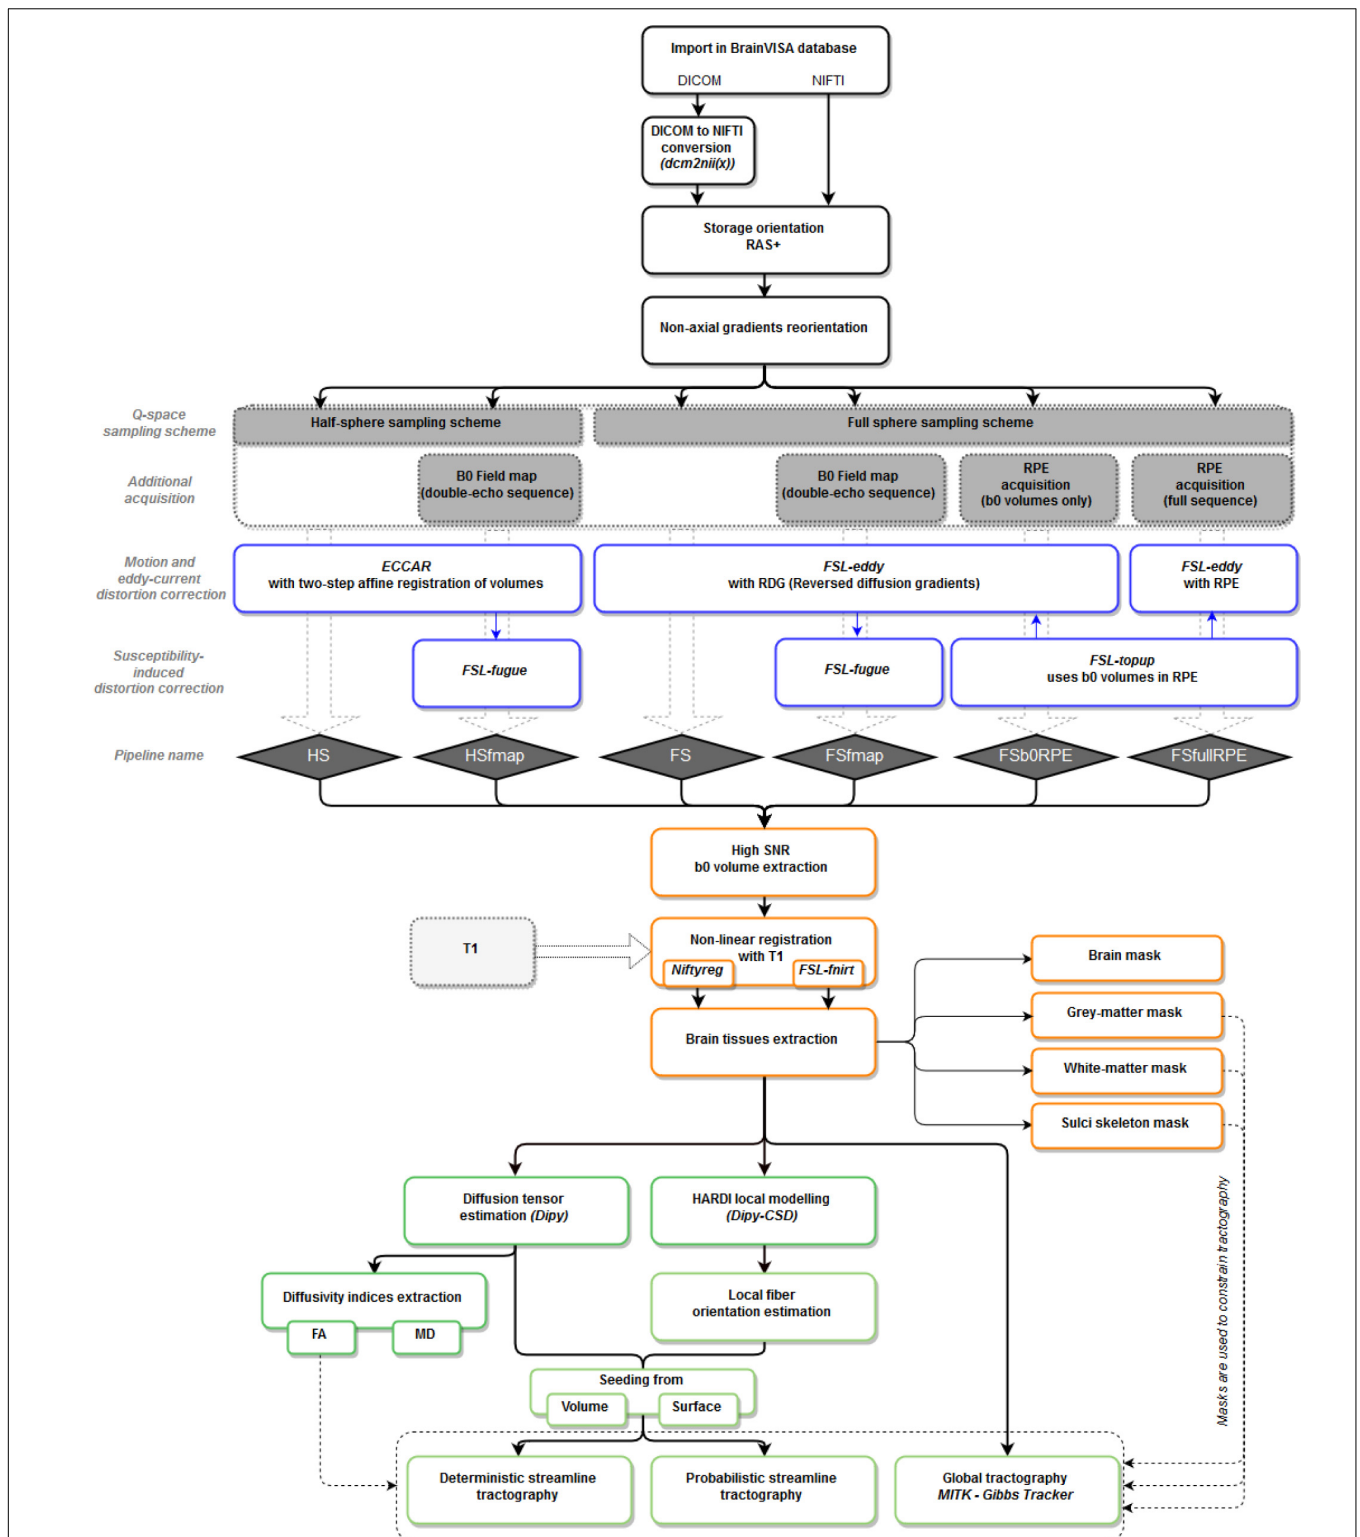 Import in BrainVISA database
DICOM NIFTI
DICOM to NIFTI
conversion
(dcm2nii(x))
Storage orientation
RAS+
Non-axial gradients reorientation
Q-space
sampling scheme
Half-sphere sampling scheme
Full sphere sampling scheme
Additional
acquisition
B0 Field map
(double-echo sequence)
B0 Field map
(double-echo sequence)
RPE
acquisition
(b0 volumes only)
RPE
acquisition
(full sequence)
Motion and
eddy-current
distortion correction
ECCAR
with two-step affine registration of volumes
FSL-eddy
with RDG (Reversed diffusion gradients)
FSL-eddy
with RPE
Susceptibility-
induced
distortion correction
FSL-fugue
FSL-fugue
FSL-topup
uses b0 volumes in RPE
Pipeline name
HS
HSfmap
FS
FSfmap
FSb0RPE
FSfullRPE
High SNR
b0 volume extraction
T1
Non-linear registration
with T1
Niftyreg
FSL-fnirt
Brain tissues extraction
Brain mask
Grey-matter mask
White-matter mask
Sulci skeleton mask
Masks are used to constrain tractography
Diffusion tensor
estimation (Dipy)
HARDI local modelling
(Dipy-CSD)
Diffusivity indices extraction
FA
MD
Local fiber
orientation estimation
Seeding from
Volume
Surface
Deterministic streamline
tractography
Probabilistic streamline
tractography
Global tractography
MITK - Gibbs Tracker